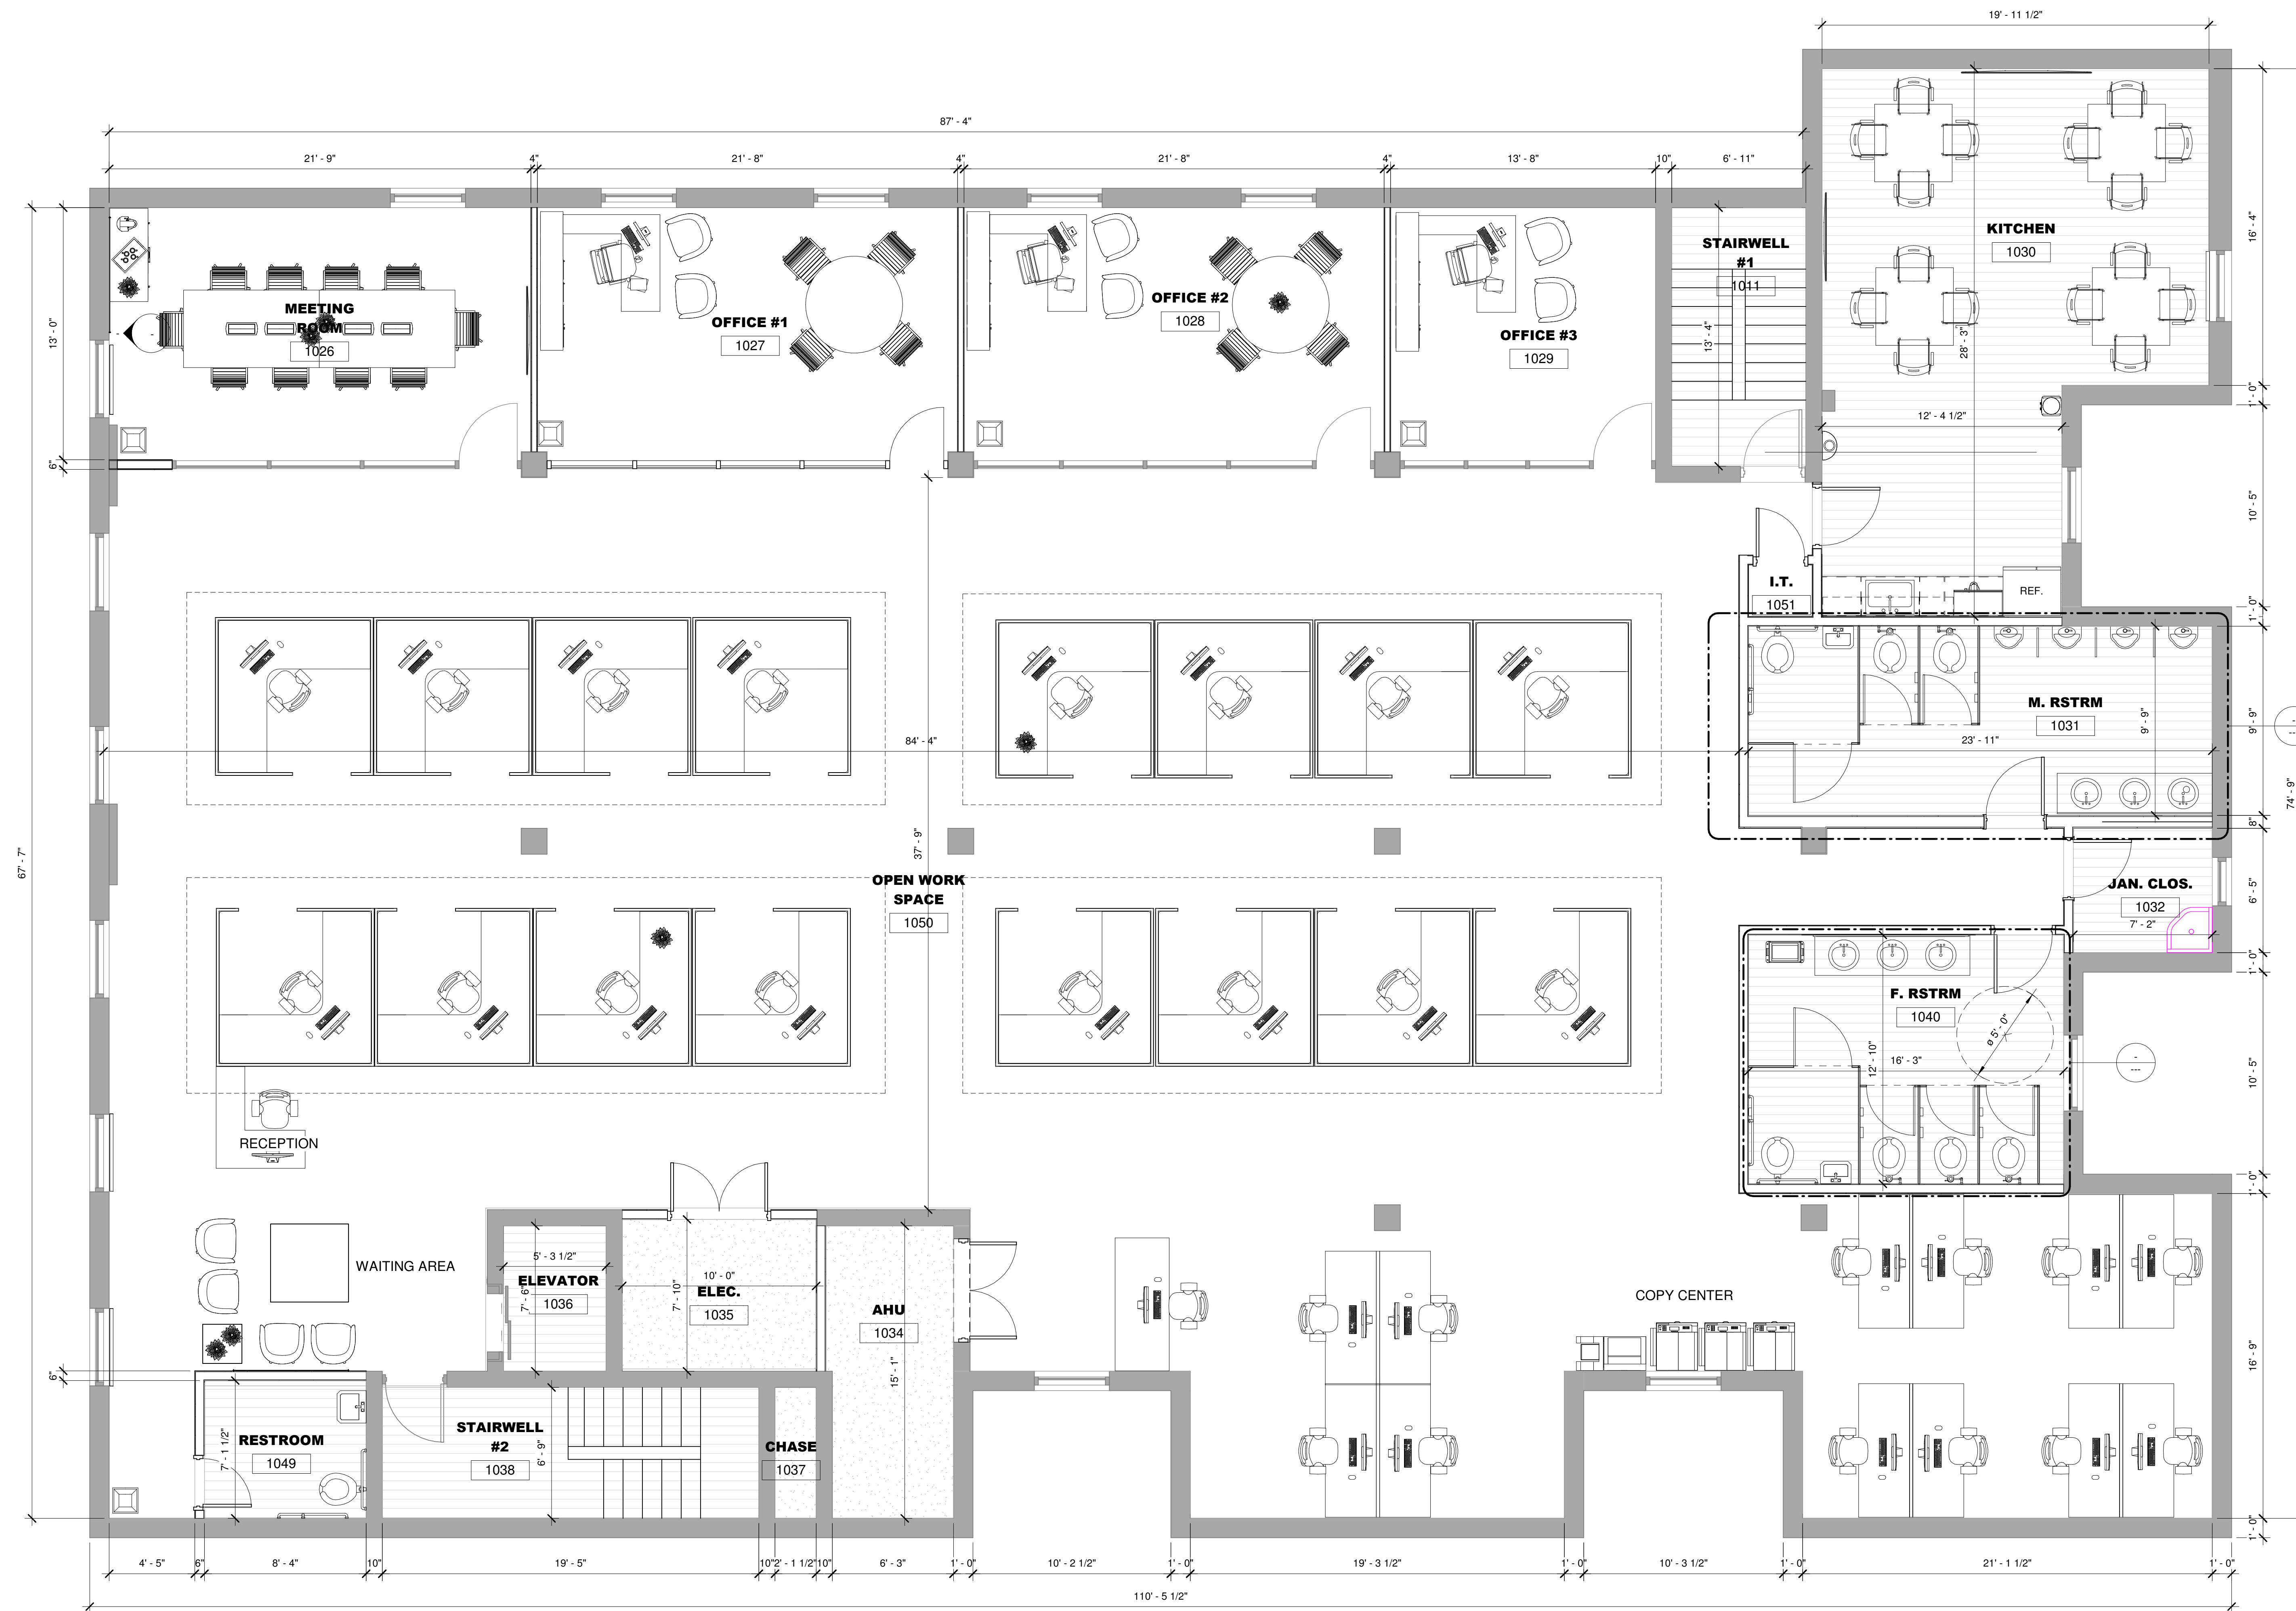 19' - 11 1/2"
87' - 4"
21' - 9"
4"
21' - 8"
4"
21' - 8"
4"
13' - 8"
10"
6' - 11"
13' - 0"
6"
67' - 7"
MEETING
ROOM
1026
OFFICE #1
1027
OFFICE #2
1028
OFFICE #3
1029
STAIRWELL
#1
1011
13' - 4"
KITCHEN
1030
28' - 3"
12' - 4 1/2"
16' - 4"
1' - 0"
10' - 5"
1' - 0"
I.T.
1051
REF.
M. RSTRM
1031
9' - 9"
23' - 11"
9' - 9"
8"
74' - 9"
84' - 4"
37' - 9"
OPEN WORK
SPACE
1050
JAN. CLOS.
1032
7' - 2"
6' - 5"
1' - 0"
F. RSTRM
1040
ø 5' - 0"
12' - 10"
16' - 3"
-
---
10' - 5"
1' - 0"
RECEPTION
WAITING AREA
5' - 3 1/2"
ELEVATOR
1036
7' - 6"
10' - 0"
ELEC.
1035
7' - 10"
AHU
1034
15' - 1"
COPY CENTER
16' - 9"
1' - 0"
6"
RESTROOM
1049
7' - 1 1/2"
STAIRWELL
#2
1038
6' - 9"
CHASE
1037
4' - 5"
6"
8' - 4"
10"
19' - 5"
10"
2' - 1 1/2"
10"
6' - 3"
1' - 0"
10' - 2 1/2"
1' - 0"
19' - 3 1/2"
1' - 0"
10' - 3 1/2"
1' - 0"
21' - 1 1/2"
1' - 0"
110' - 5 1/2"